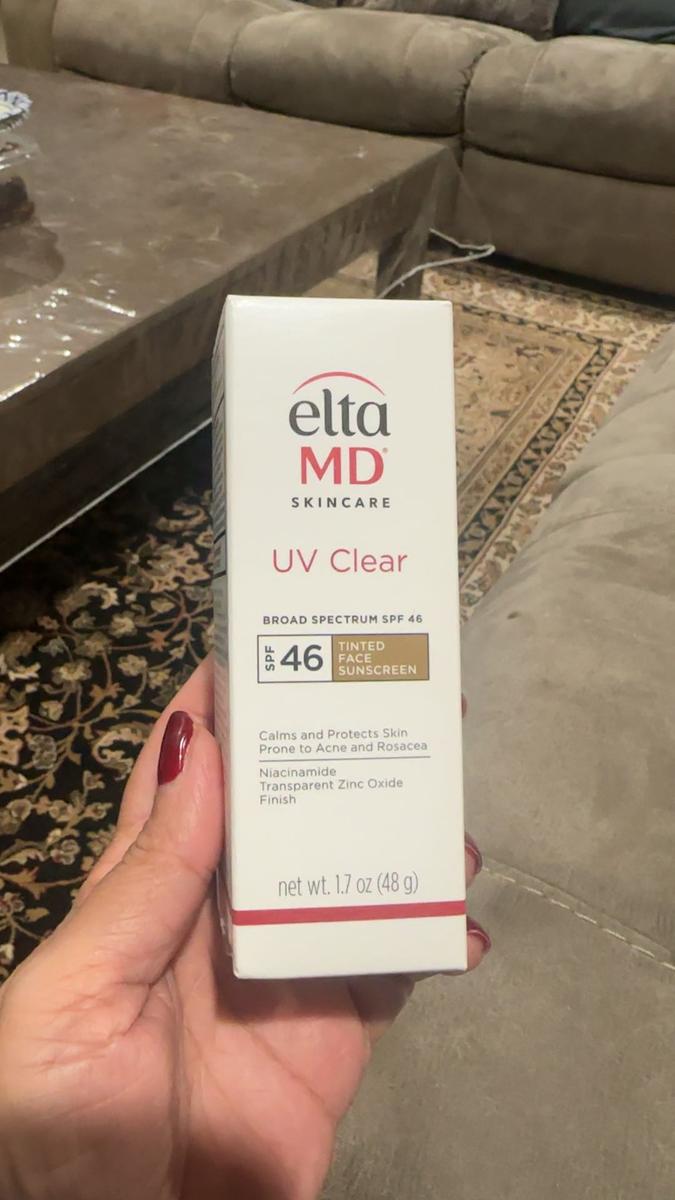 elta
MD®
SKINCARE
UV Clear
BROAD SPECTRUM SPF 46
SPF 46 TINTED
FACE
SUNSCREEN
Calms and Protects Skin
Prone to Acne and Rosacea
Niacinamide
Transparent Zinc Oxide
Finish
net wt. 1.7 oz (48 g)